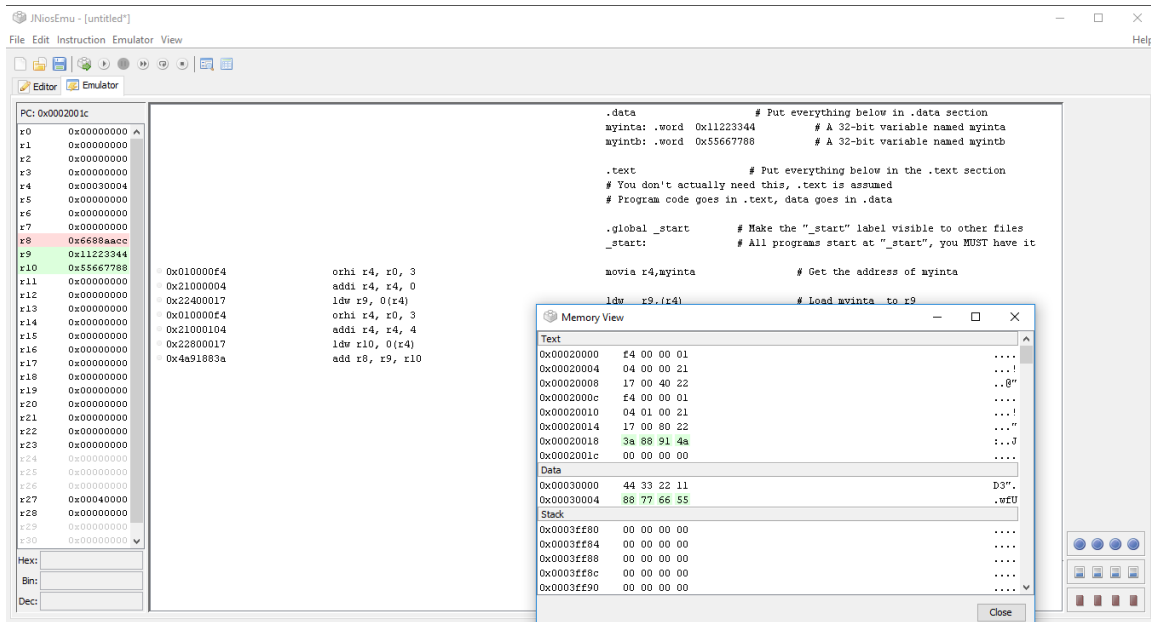 JNiosEmu - [untitled*]
File Edit Instruction Emulator View Help
Editor Emulator
PC: 0x0002001c
r0 0x00000000
r1 0x00000000
r2 0x00000000
r3 0x00000000
r4 0x00030004
r5 0x00000000
r6 0x00000000
r7 0x00000000
r8 0x6688aacc
r9 0x11223344
r10 0x55667788
r11 0x00000000
r12 0x00000000
r13 0x00000000
r14 0x00000000
r15 0x00000000
r16 0x00000000
r17 0x00000000
r18 0x00000000
r19 0x00000000
r20 0x00000000
r21 0x00000000
r22 0x00000000
r23 0x00000000
r24 0x00000000
r25 0x00000000
r26 0x00000000
r27 0x00040000
r28 0x00000000
r29 0x00000000
r30 0x00000000
Hex:
Bin:
Dec:
.data # Put everything below in .data section
myinta: .word 0x11223344 # A 32-bit variable named myinta
myintb: .word 0x55667788 # A 32-bit variable named myintb
.text # Put everything below in the .text section
# You don't actually need this, .text is assumed
# Program code goes in .text, data goes in .data
.global _start # Make the "_start" label visible to other files
_start: # All programs start at "_start", you MUST have it
0x010000f4 orhi r4, r0, 3 movia r4,myinta # Get the address of myinta
0x21000004 addi r4, r4, 0
0x22400017 ldw r9, 0(r4) ldw r9,(r4) # Load myinta to r9
0x010000f4 orhi r4, r0, 3
0x21000104 addi r4, r4, 4
0x22800017 ldw r10, 0(r4)
0x4a91883a add r8, r9, r10
Memory View
Text
0x00020000 f4 00 00 01 ....
0x00020004 04 00 00 21 ...!
0x00020008 17 00 40 22 ..@"
0x0002000c f4 00 00 01 ....
0x00020010 04 01 00 21 ...!
0x00020014 17 00 80 22 ..."
0x00020018 3a 88 91 4a :..J
0x0002001c 00 00 00 00 ....
Data
0x00030000 44 33 22 11 D3".
0x00030004 88 77 66 55 .wfU
Stack
0x0003ff80 00 00 00 00 ....
0x0003ff84 00 00 00 00 ....
0x0003ff88 00 00 00 00 ....
0x0003ff8c 00 00 00 00 ....
0x0003ff90 00 00 00 00 ....
Close